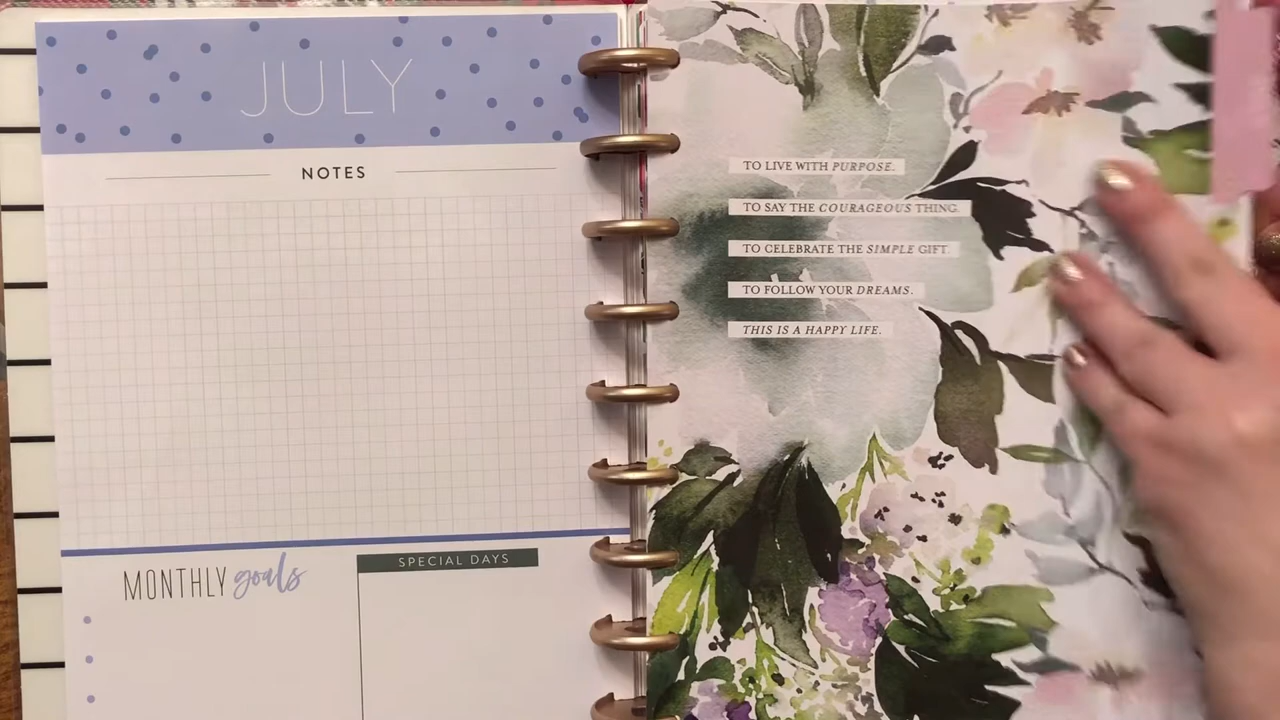 JULY
NOTES
MONTHLY goals
SPECIAL DAYS
TO LIVE WITH PURPOSE.
TO SAY THE COURAGEOUS THING.
TO CELEBRATE THE SIMPLE GIFT.
TO FOLLOW YOUR DREAMS.
THIS IS A HAPPY LIFE.